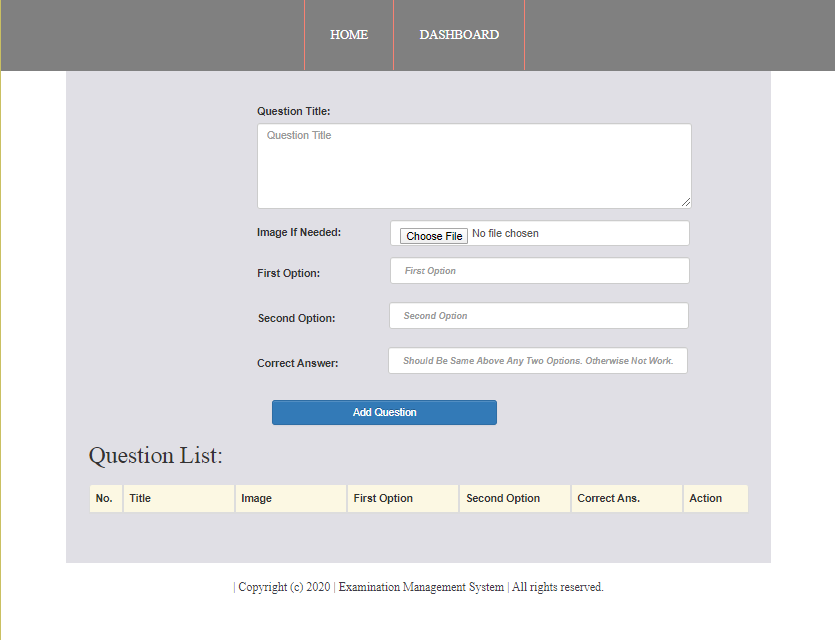 HOME DASHBOARD
Question Title:
Question Title
Image If Needed: Choose File No file chosen
First Option: First Option
Second Option: Second Option
Correct Answer: Should Be Same Above Any Two Options. Otherwise Not Work.
Add Question
Question List:
No. Title Image First Option Second Option Correct Ans. Action
| Copyright (c) 2020 | Examination Management System | All rights reserved.